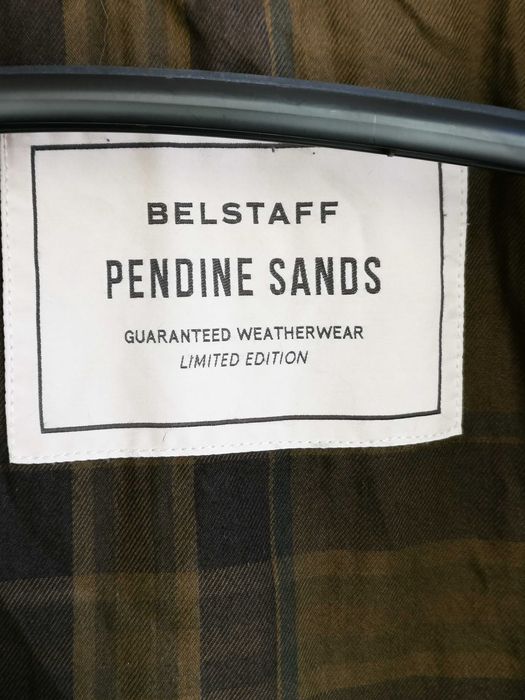 BELSTAFF
PENDINE SANDS
GUARANTEED WEATHERWEAR
LIMITED EDITION